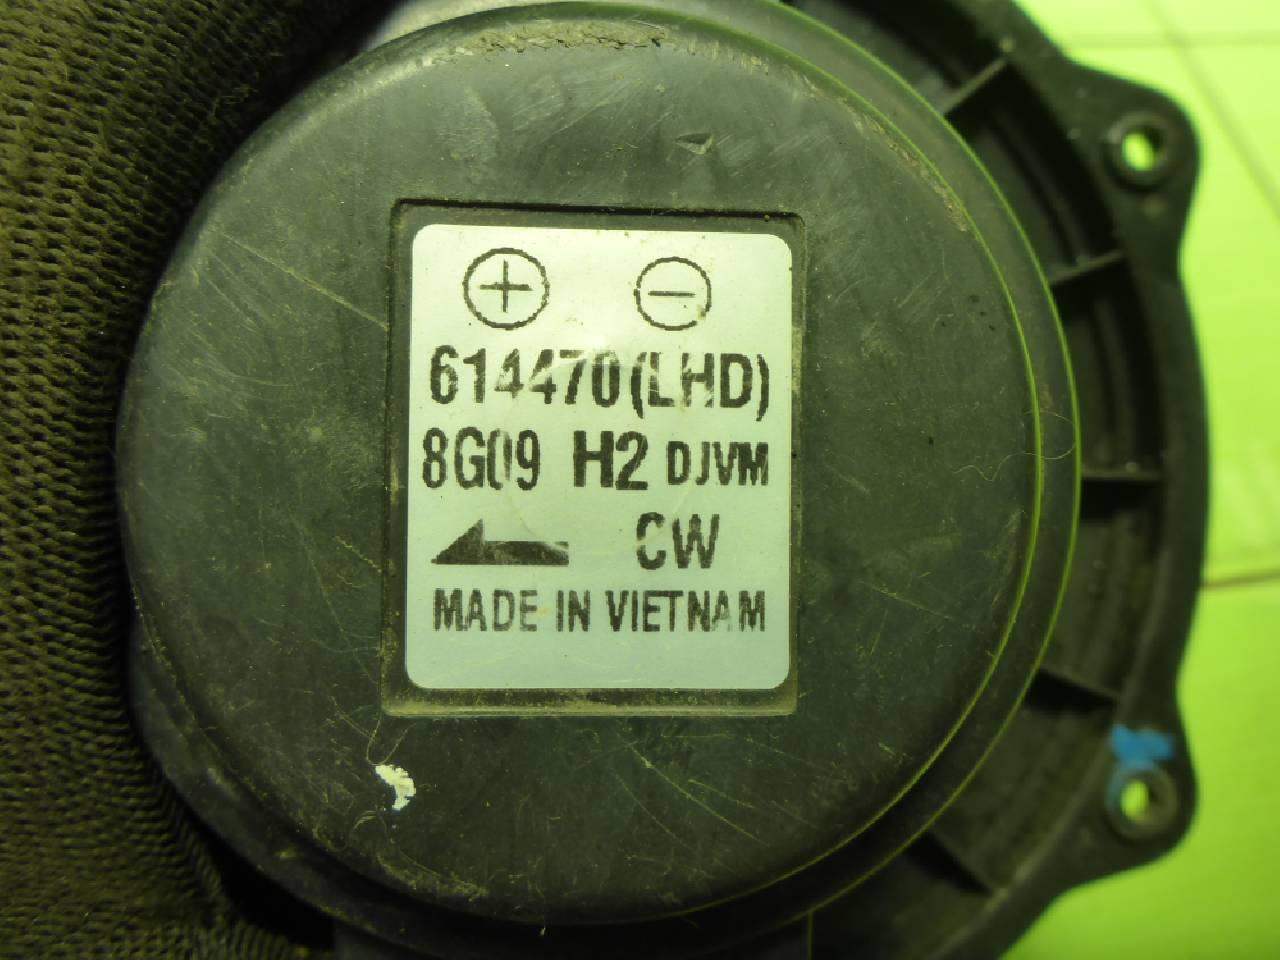 614470(LHD)
8G09 H2 DJVM
CW
MADE IN VIETNAM